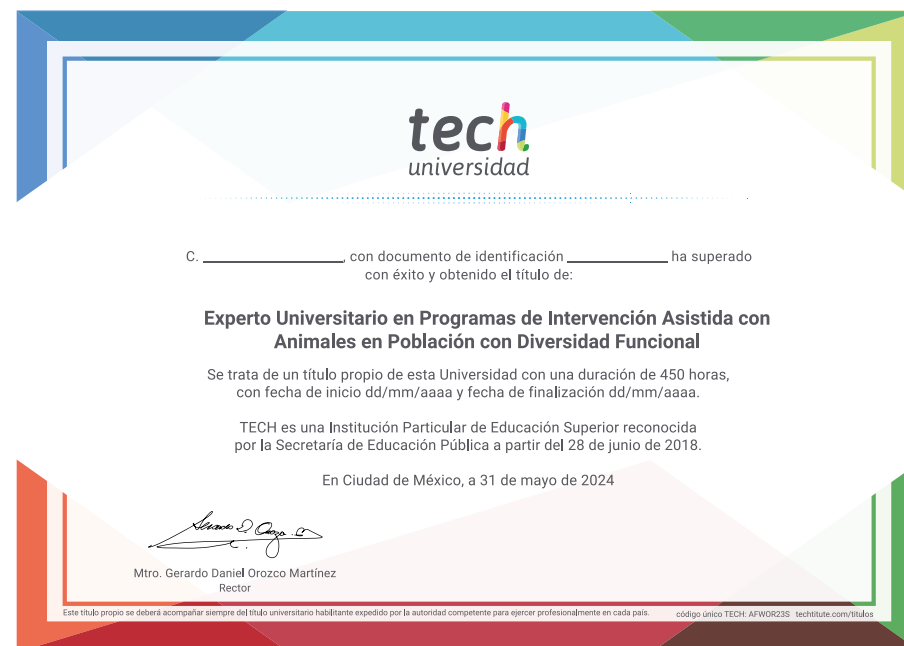 tech
universidad
C. ____________, con documento de identificación ____________ ha superado
con éxito y obtenido el título de:
Experto Universitario en Programas de Intervención Asistida con
Animales en Población con Diversidad Funcional
Se trata de un título propio de esta Universidad con una duración de 450 horas,
con fecha de inicio dd/mm/aaaa y fecha de finalización dd/mm/aaaa.
TECH es una Institución Particular de Educación Superior reconocida
por la Secretaría de Educación Pública a partir del 28 de junio de 2018.
En Ciudad de México, a 31 de mayo de 2024
Mtro. Gerardo Daniel Orozco Martínez
Rector
Este título propio se deberá acompañar siempre del título universitario habilitante expedido por la autoridad competente para ejercer profesionalmente en cada país. código único TECH: AFWOR23S techtitute.com/titulos